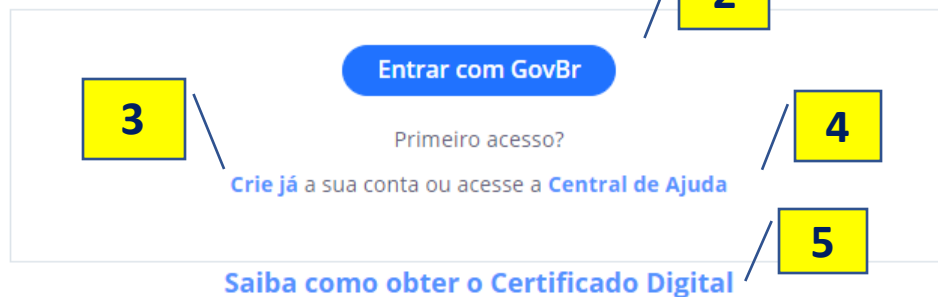 2
Entrar com GovBr
3
Primeiro acesso?
4
Crie já a sua conta ou acesse a Central de Ajuda
5
Saiba como obter o Certificado Digital